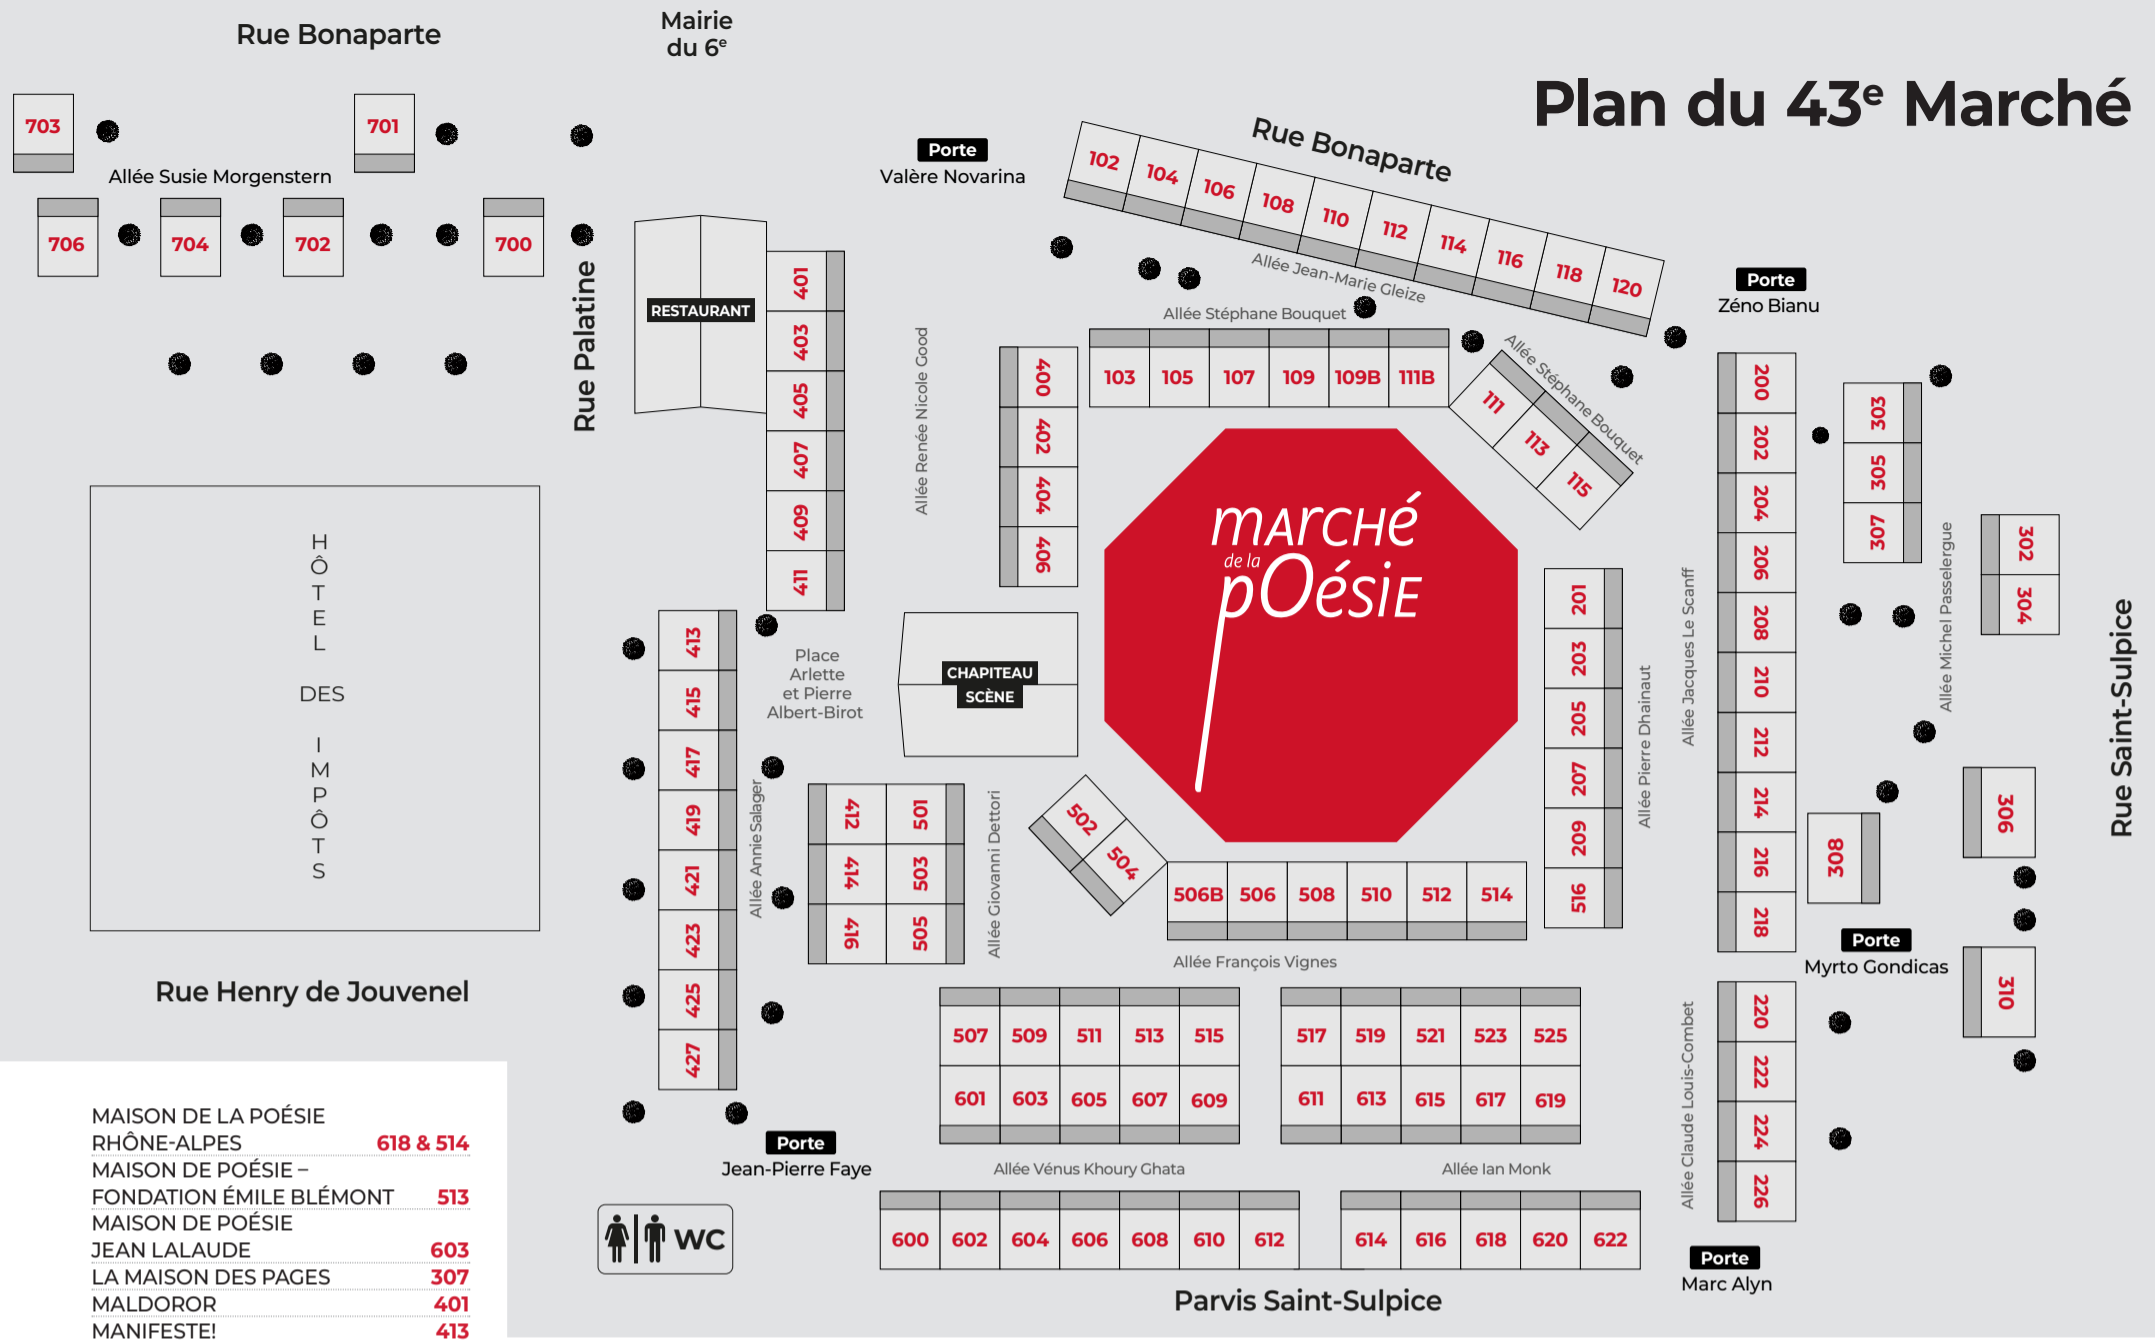 Rue Bonaparte
Mairie
du 6e
Plan du 43e Marché
703
701
Allée Susie Morgenstern
706
704
702
700
Rue Palatine
RESTAURANT
401
403
405
407
409
411
Porte
Valère Novarina
Rue Bonaparte
102
104
106
108
110
112
114
116
118
120
Allée Jean-Marie Gleize
Allée Stéphane Bouquet
Allée Renée Nicole Good
400
402
404
406
103
105
107
109
109B
111B
Allée Stéphane Bouquet
111
113
115
Porte
Zéno Bianu
200
202
204
206
208
210
212
214
216
218
303
305
307
302
304
Allée Michel Passelergue
Allée Jacques Le Scanff
Rue Saint-Sulpice
HÔTEL
DES
IMPÔTS
marché
de la
poésie
201
203
205
207
209
516
Allée Pierre Dhainaut
413
415
417
419
421
423
425
427
Place
Arlette
et Pierre
Albert-Birot
CHAPITEAU
SCÈNE
Allée Annie Salager
412
414
416
501
503
505
Allée Giovanni Dettori
502
504
506B
506
508
510
512
514
Allée François Vignes
306
308
310
Porte
Myrto Gondicas
Rue Henry de Jouvenel
507
509
511
513
515
517
519
521
523
525
601
603
605
607
609
611
613
615
617
619
Allée Claude Louis-Combet
220
222
224
226
Porte
Jean-Pierre Faye
Allée Vénus Khoury Ghata
Allée Ian Monk
WC
600
602
604
606
608
610
612
614
616
618
620
622
Porte
Marc Alyn
Parvis Saint-Sulpice
MAISON DE LA POÉSIE
RHÔNE-ALPES 618 & 514
MAISON DE POÉSIE –
FONDATION ÉMILE BLÉMONT 513
MAISON DE POÉSIE
JEAN LALAUDE 603
LA MAISON DES PAGES 307
MALDOROR 401
MANIFESTE! 413